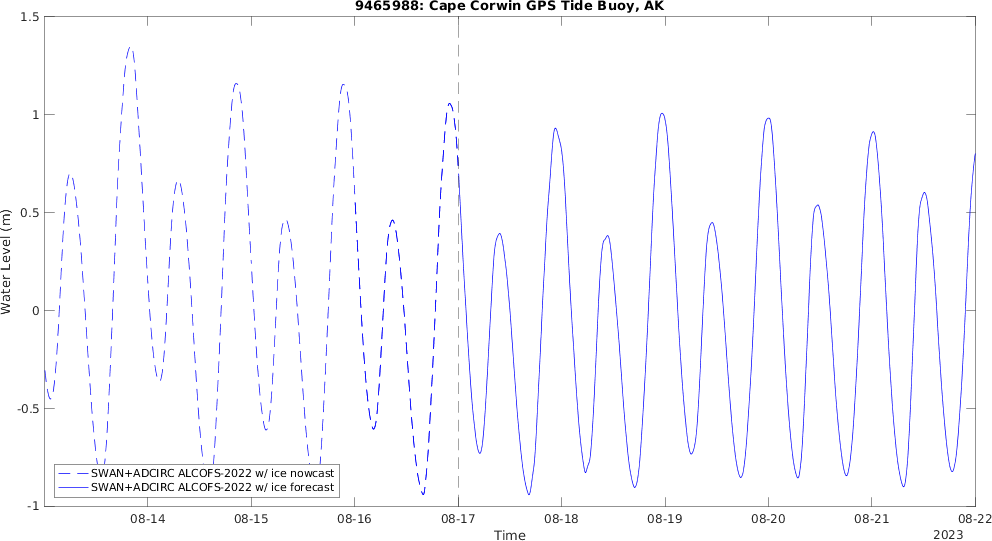 9465988: Cape Corwin GPS Tide Buoy, AK
1.5
1
0.5
0
-0.5
-1
Water Level (m)
SWAN+ADCIRC ALCOFS-2022 w/ ice nowcast
SWAN+ADCIRC ALCOFS-2022 w/ ice forecast
08-14 08-15 08-16 08-17 08-18 08-19 08-20 08-21 08-22
Time
2023